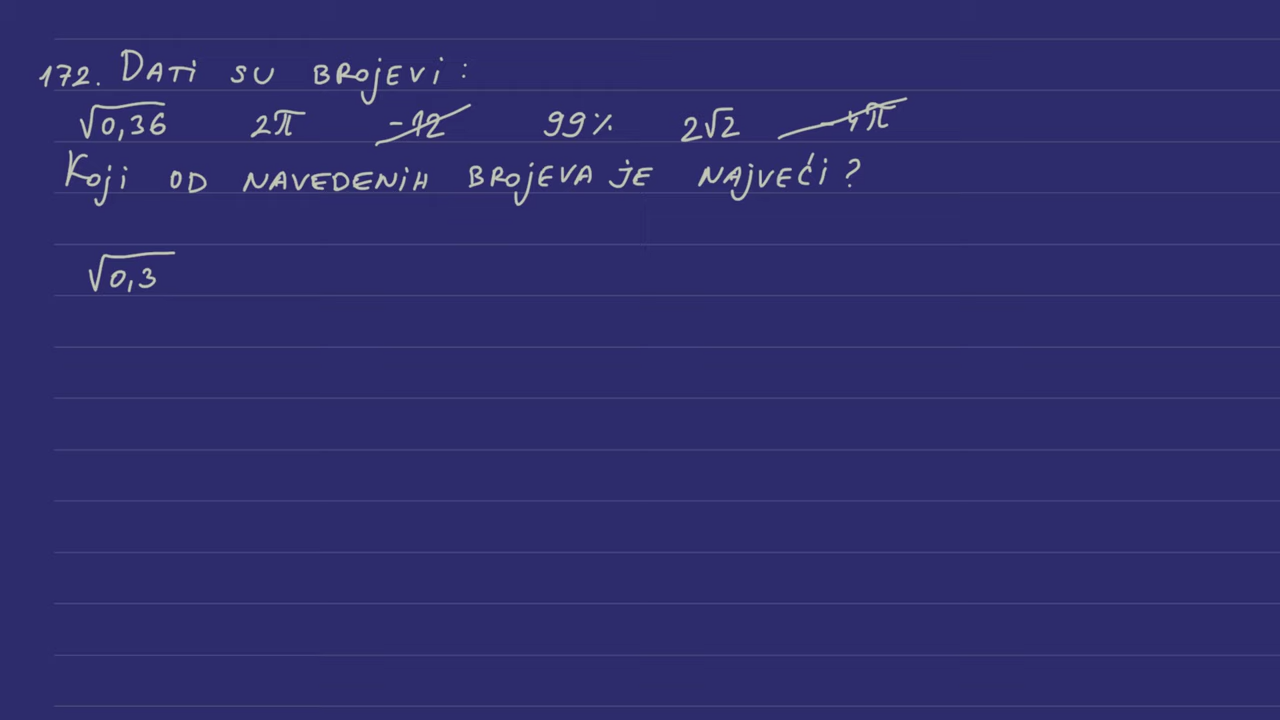 172. DATI SU BROJEVI:
√0,36 2π -12 99% 2√2 -4π
KOJI OD NAVEDENIH BROJEVA JE NAJVEĆI?
√0,3